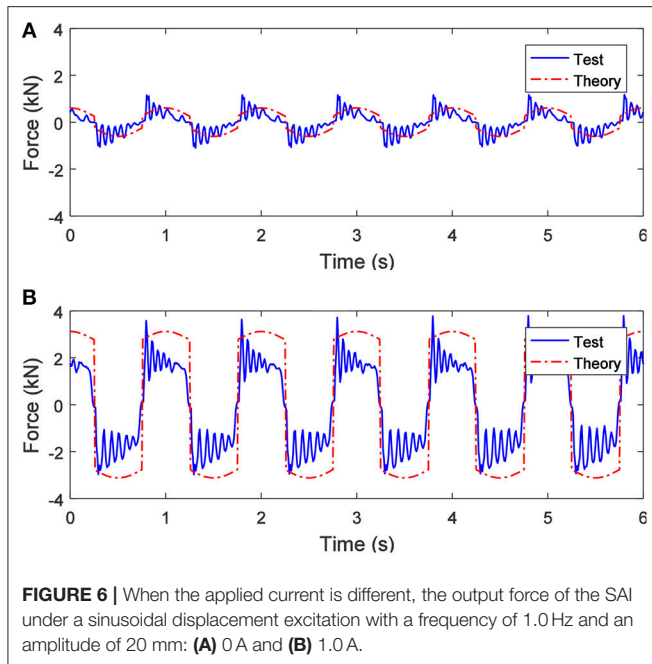 A
4
2
0
-2
-4
Force (kN)
Test
Theory
0 1 2 3 4 5 6
Time (s)
B
4
2
0
-2
-4
Force (kN)
Test
Theory
0 1 2 3 4 5 6
Time (s)
FIGURE 6 | When the applied current is different, the output force of the SAI
under a sinusoidal displacement excitation with a frequency of 1.0 Hz and an
amplitude of 20 mm: (A) 0 A and (B) 1.0 A.